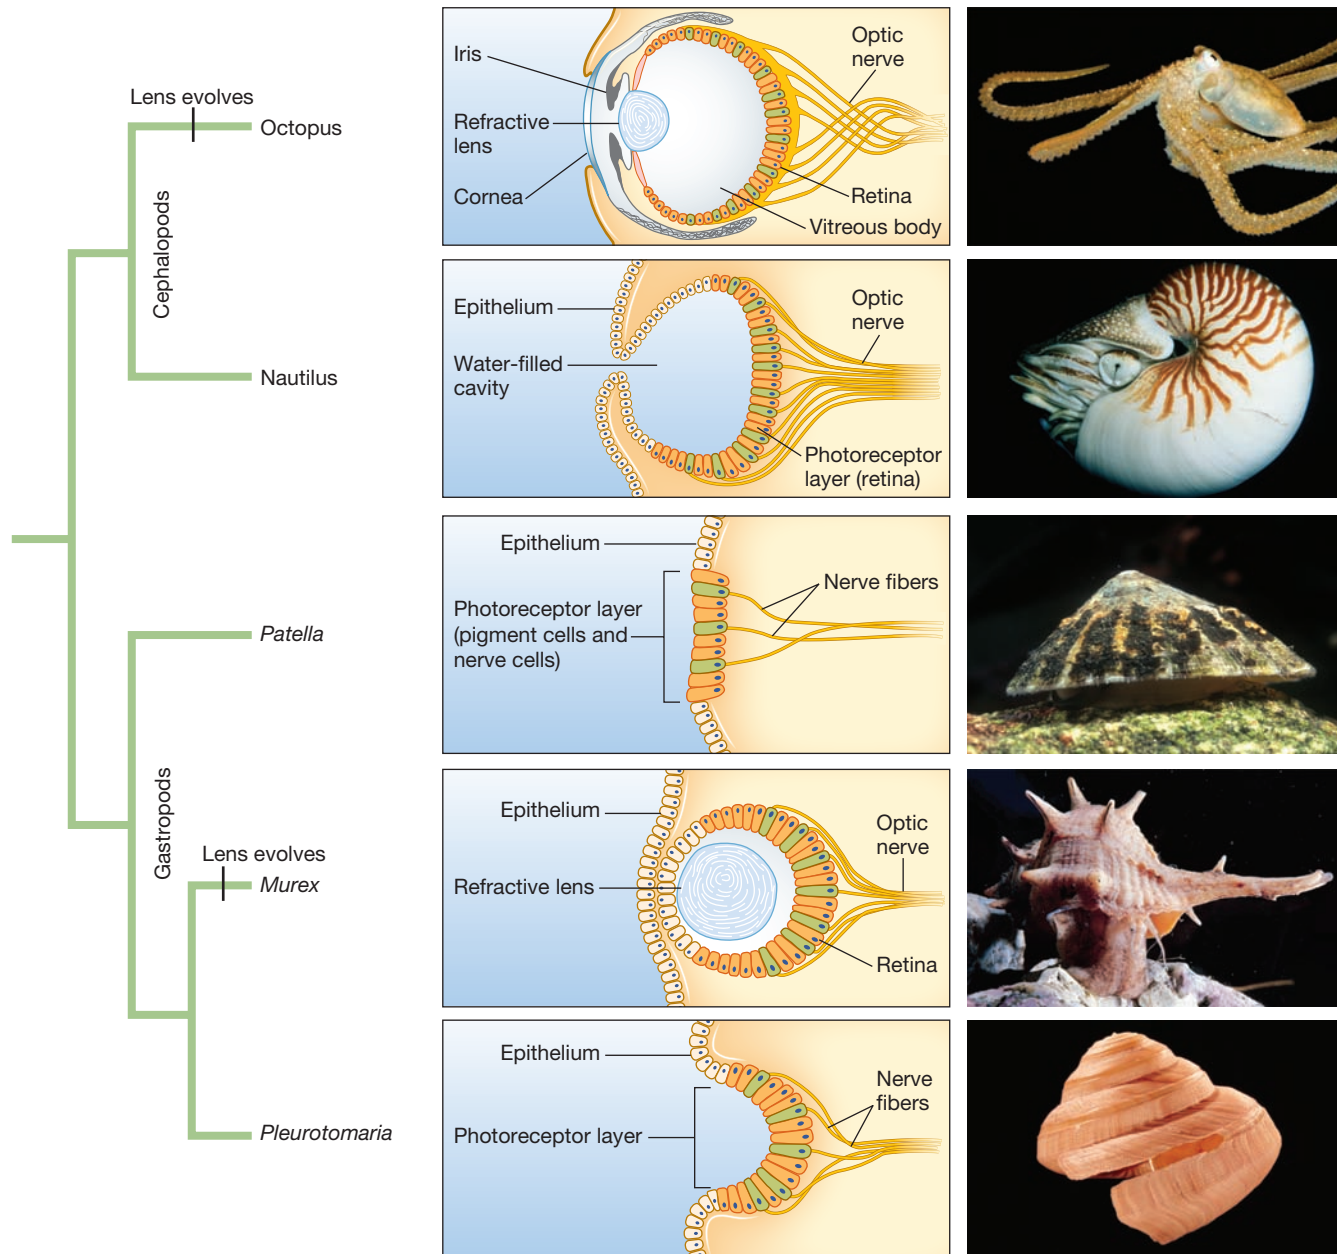 Lens evolves
Octopus
Cephalopods
Nautilus
Patella
Gastropods
Lens evolves
Murex
Pleurotomaria
Iris
Refractive
lens
Cornea
Optic
nerve
Retina
Vitreous body
Epithelium
Water-filled
cavity
Optic
nerve
Photoreceptor
layer (retina)
Epithelium
Photoreceptor layer
(pigment cells and
nerve cells)
Nerve fibers
Epithelium
Refractive lens
Optic
nerve
Retina
Epithelium
Photoreceptor layer
Nerve
fibers